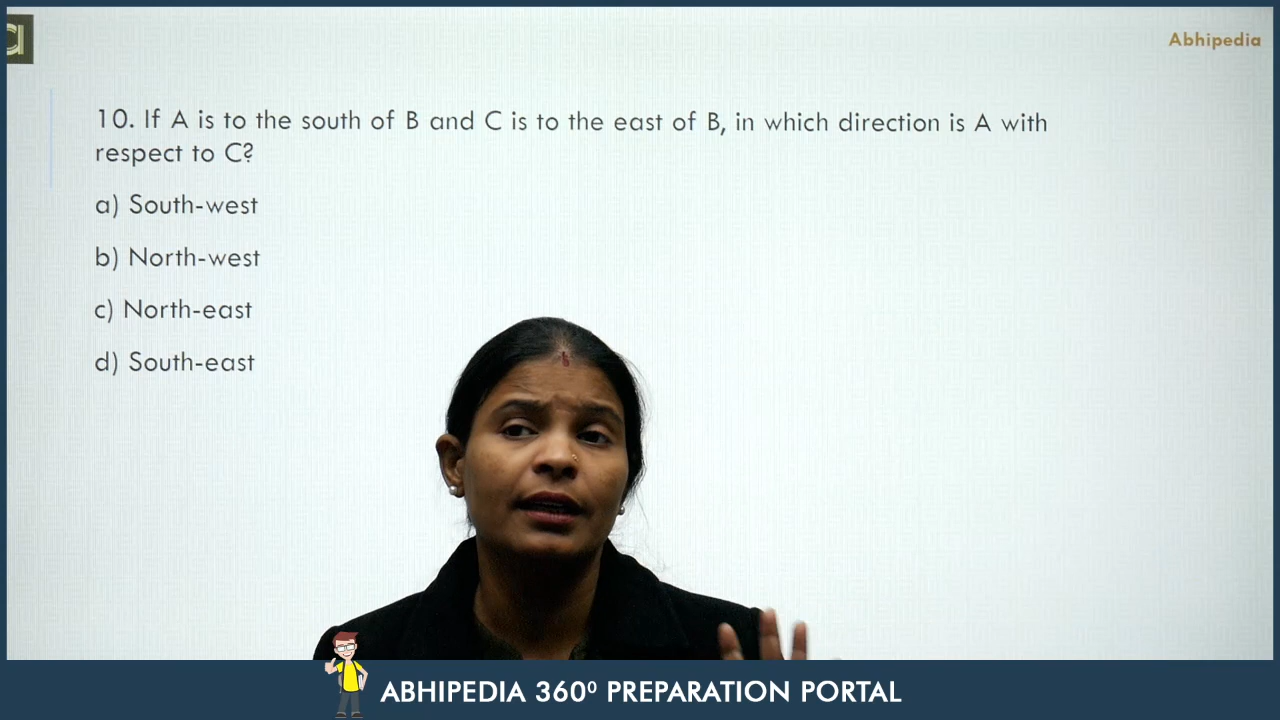 Abhipedia
10. If A is to the south of B and C is to the east of B, in which direction is A with
respect to C?
a) South-west
b) North-west
c) North-east
d) South-east
ABHIPEDIA 360⁰ PREPARATION PORTAL